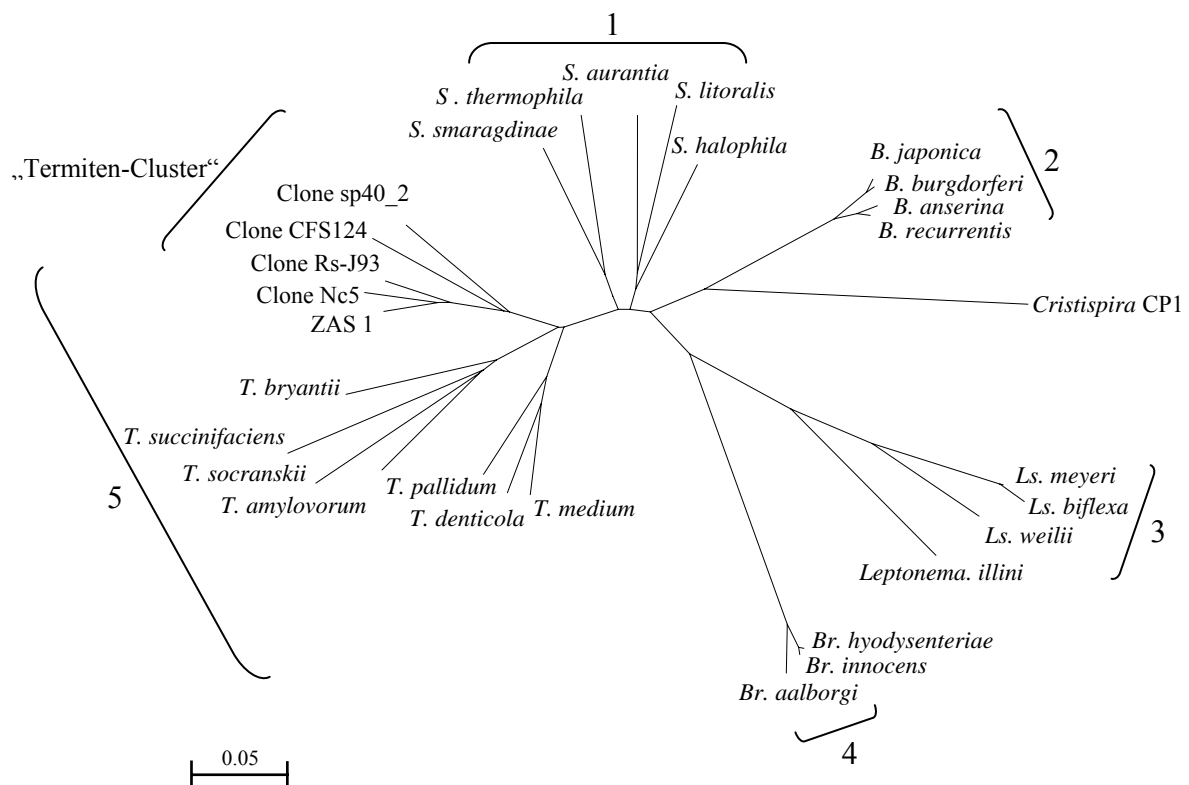 1
S. aurantia
S . thermophila
S. litoralis
S. smaragdinae
S. halophila
B. japonica
2
„Termiten-Cluster“
B. burgdorferi
Clone sp40_2
B. anserina
Clone CFS124
B. recurrentis
Clone Rs-J93
Clone Nc5
Cristispira CP1
ZAS 1
T. bryantii
T. succinifaciens
T. socranskii
Ls. meyeri
T. pallidum
5
T. amylovorum
Ls. biflexa
T. medium
T. denticola
Ls. weilii
3
Leptonema. illini
Br. hyodysenteriae
Br. innocens
Br. aalborgi
4
0.05